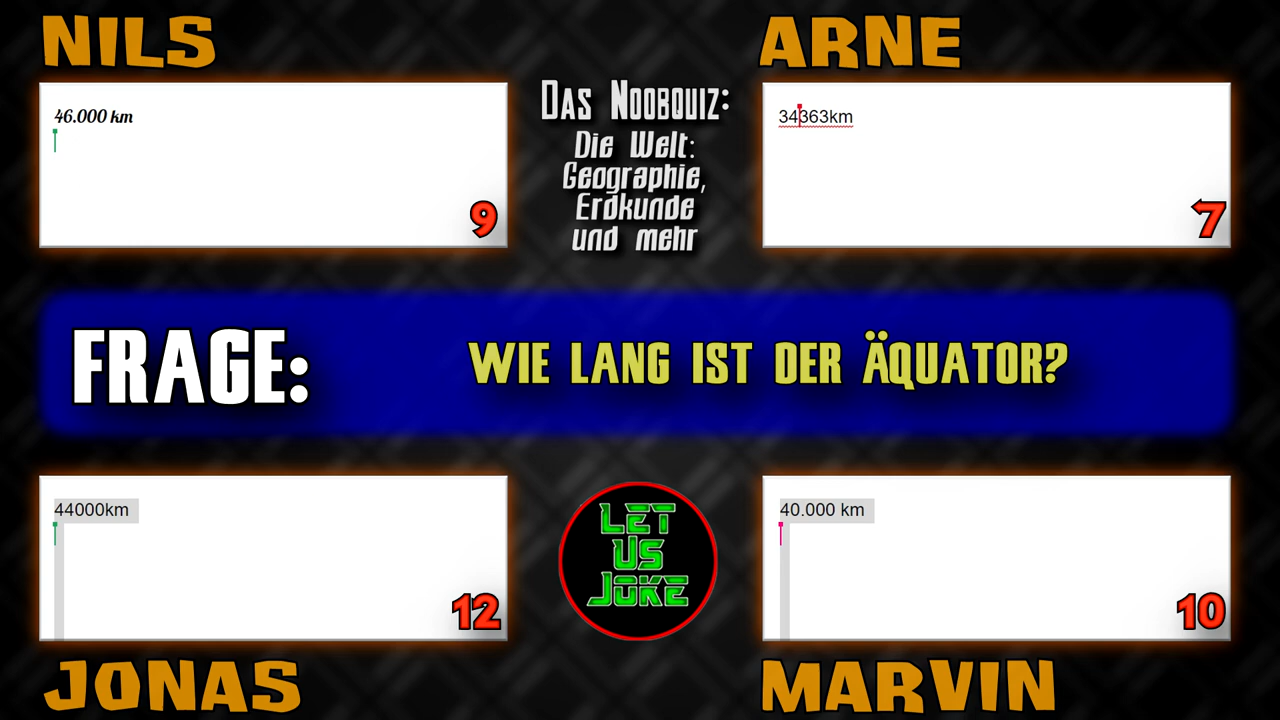 NILS
ARNE
46.000 km
9
DAS NOOBQUIZ:
Die Welt:
Geographie,
Erdkunde
und mehr
34363km
7
FRAGE:
WIE LANG IST DER ÄQUATOR?
44000km
12
LET
US
JOKE
40.000 km
10
JONAS
MARVIN